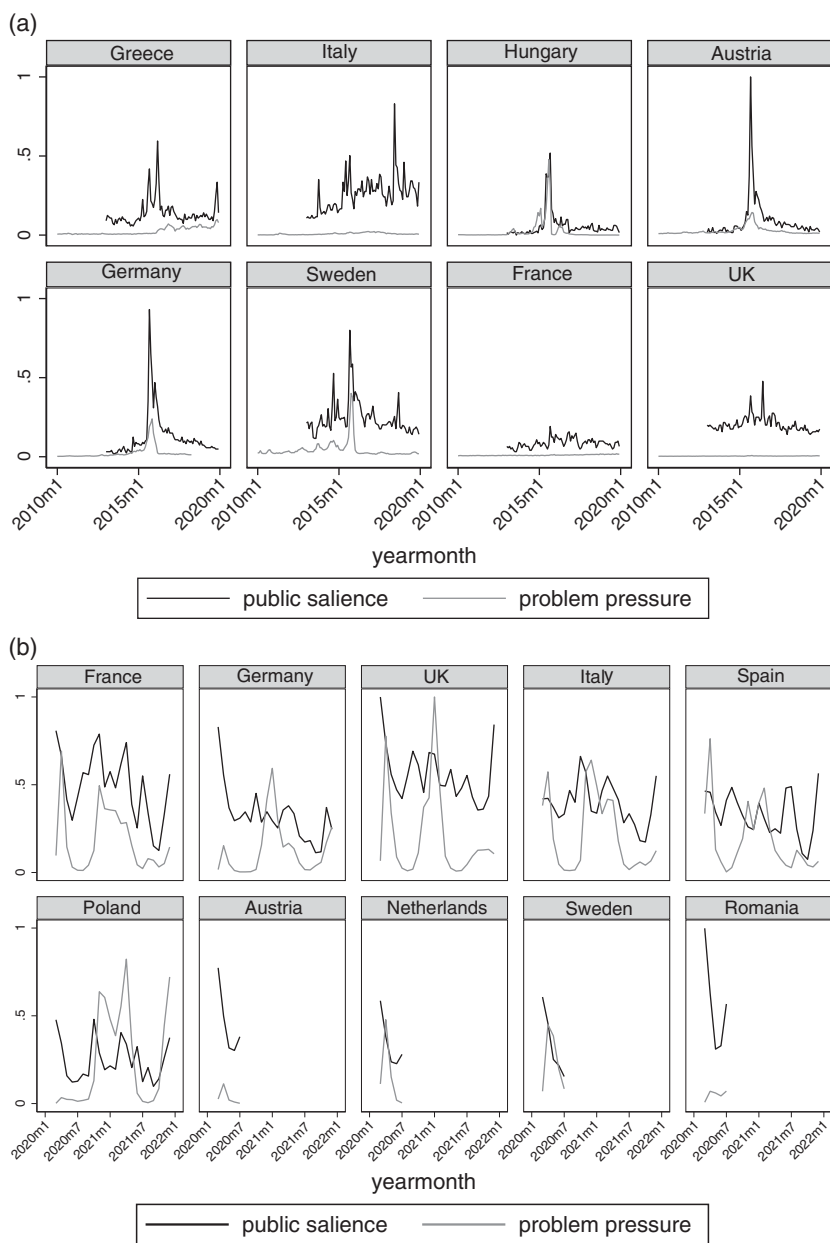 (a)
Greece Italy Hungary Austria
1
.5
0
Germany Sweden France UK
1
.5
0
2010m1 2015m1 2020m1 2010m1 2015m1 2020m1 2010m1 2015m1 2020m1 2010m1 2015m1 2020m1
yearmonth
public salience problem pressure
(b)
France Germany UK Italy Spain
1
.5
0
Poland Austria Netherlands Sweden Romania
1
.5
0
2020m1 2020m7 2021m1 2021m7 2022m1 2020m1 2020m7 2021m1 2021m7 2022m1 2020m1 2020m7 2021m1 2021m7 2022m1 2020m1 2020m7 2021m1 2021m7 2022m1 2020m1 2020m7 2021m1 2021m7 2022m1
yearmonth
public salience problem pressure